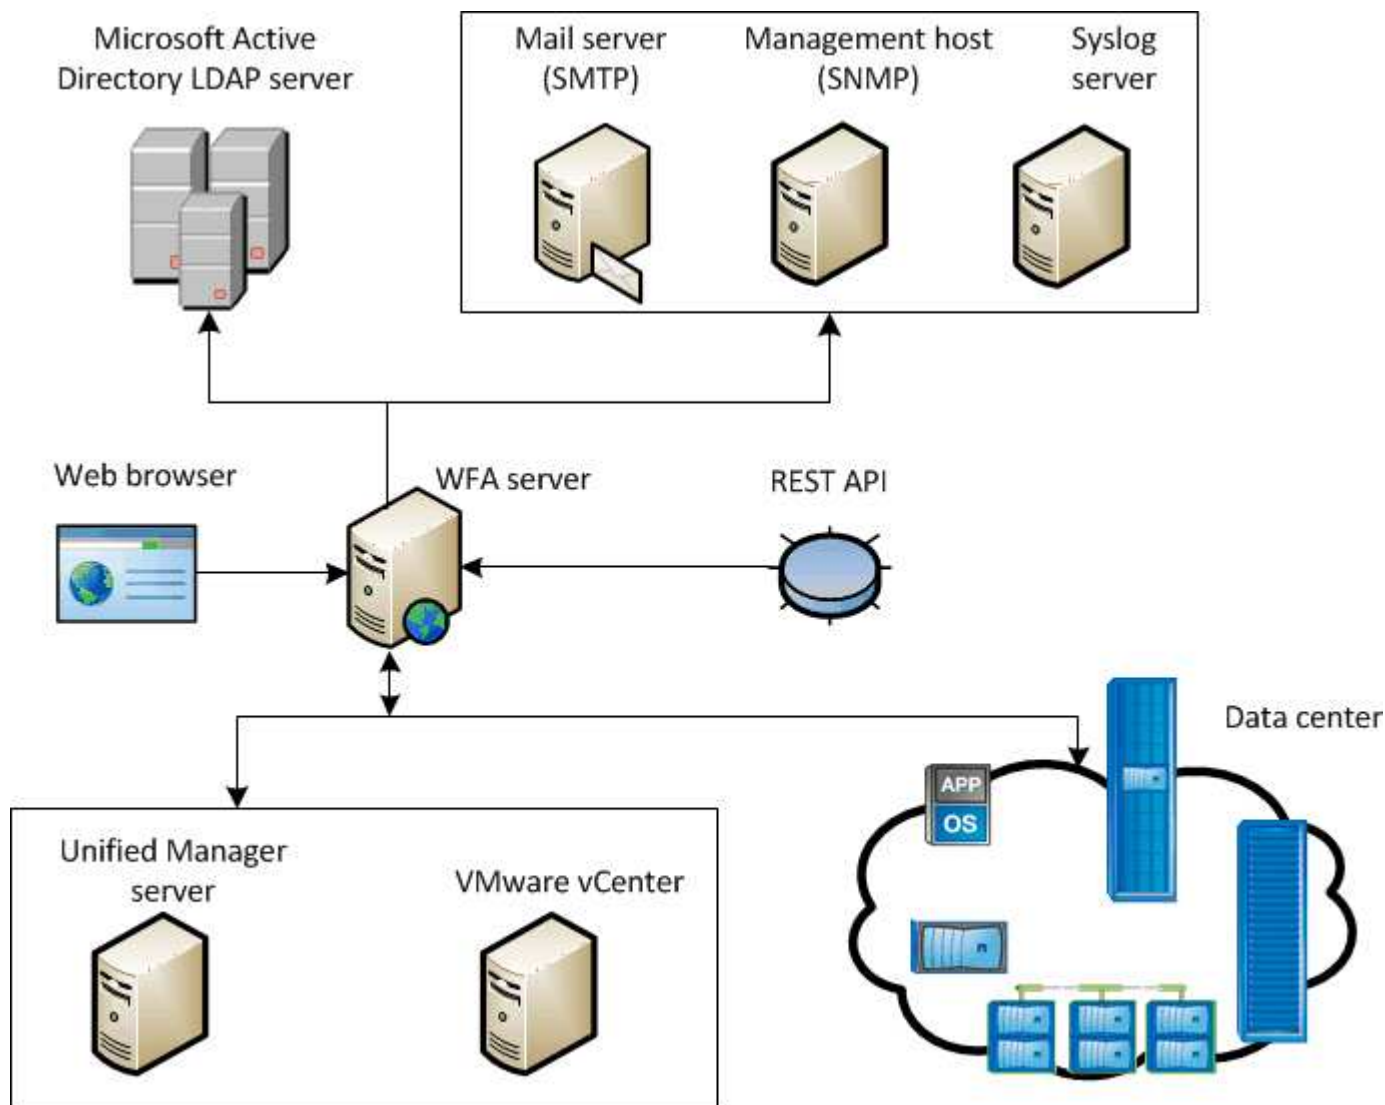 Microsoft Active
Directory LDAP server
Mail server
(SMTP)
Management host
(SNMP)
Syslog
server
Web browser
WFA server
REST API
Data center
APP
OS
Unified Manager
server
VMware vCenter